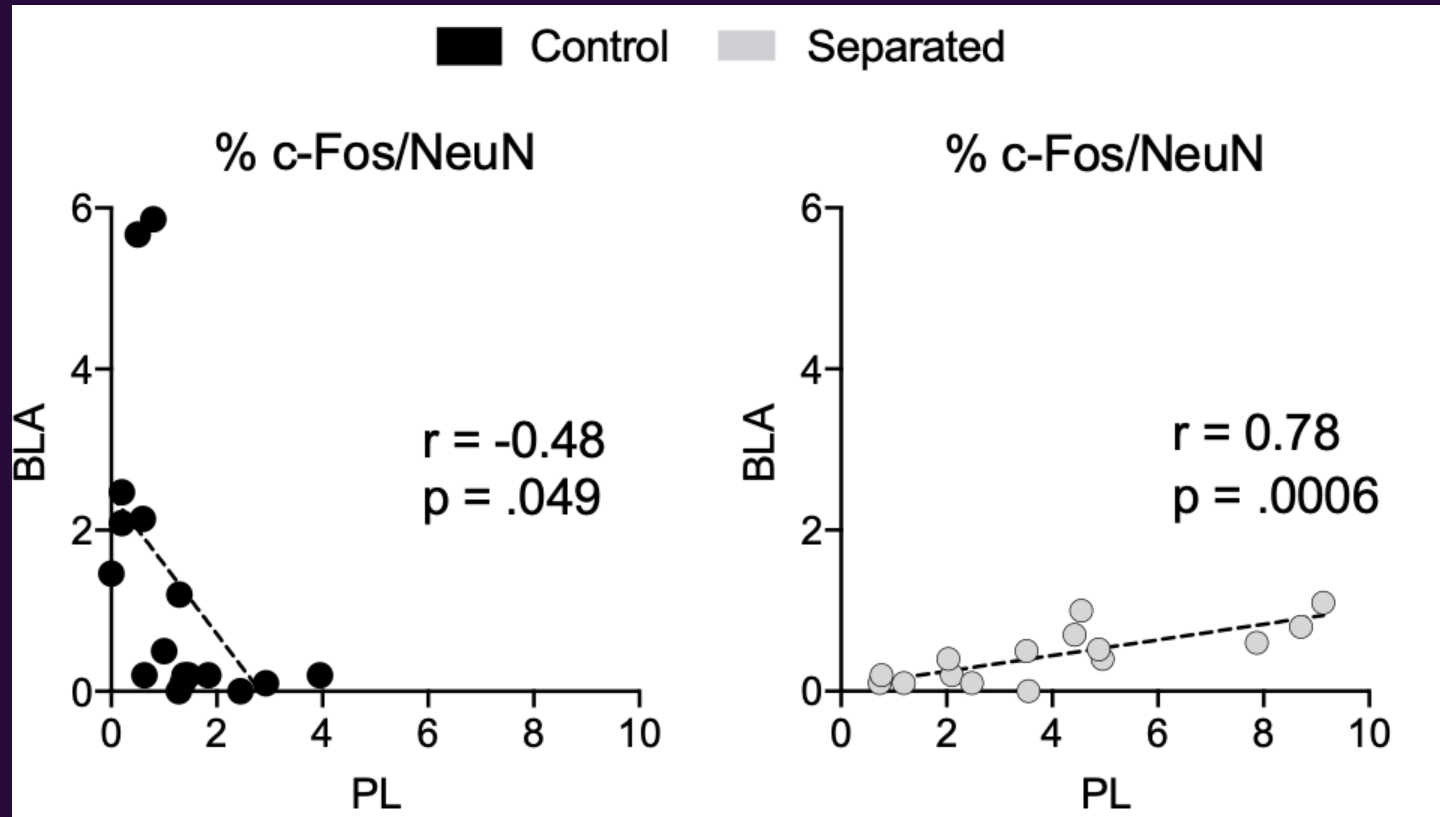 Control Separated
% c-Fos/NeuN
6
4
2
0
BLA
r = -0.48
p = .049
0 2 4 6 8 10
PL
% c-Fos/NeuN
6
4
2
0
BLA
r = 0.78
p = .0006
0 2 4 6 8 10
PL